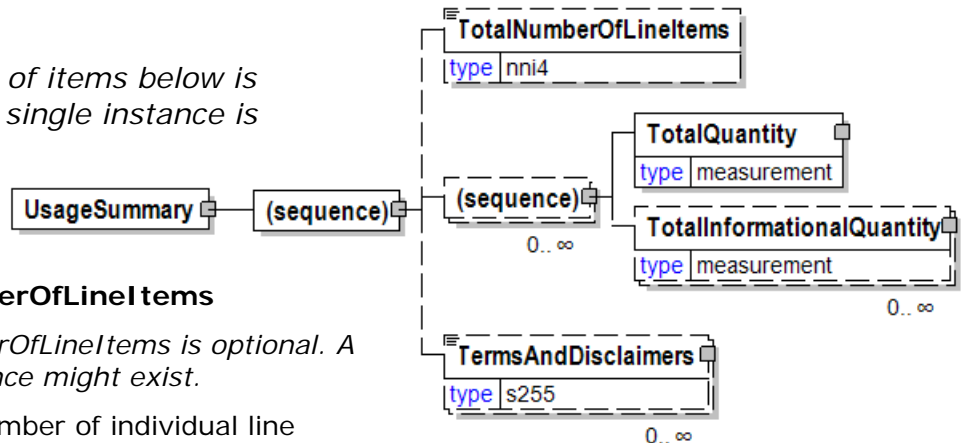 of items below is
single instance is
TotalNumberOfLineItems
type nni4
TotalQuantity
type measurement
UsageSummary
(sequence)
(sequence)
0.. ∞
TotalInformationalQuantity
type measurement
0.. ∞
erOfLineItems
rOfLineItems is optional. A
nce might exist.
mber of individual line
TermsAndDisclaimers
type s255
0.. ∞